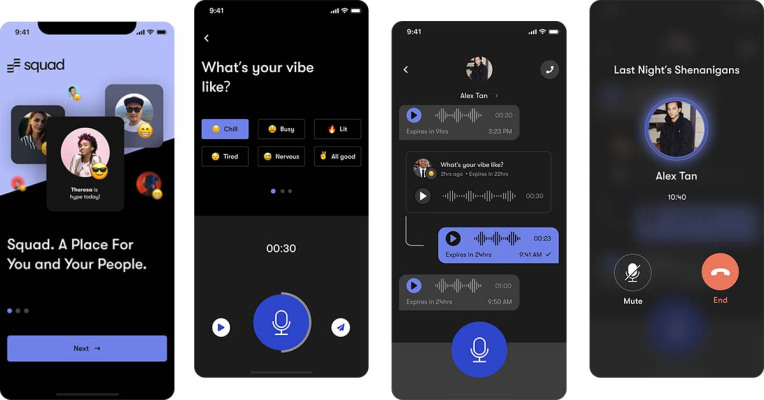 9:41
squad
Theresa is
hype today!
Squad. A Place For
You and Your People.
Next →
9:41
What's your vibe
like?
Chill
Busy
Lit
Tired
Nervous
All good
00:30
9:41
Alex Tan
00:20
Expires in 9hrs
3:23 PM
What's your vibe like?
2hrs ago • Expires in 22hrs
00:30
00:23
Expires in 24hrs
9:41 AM
01:00
Expires in 24hrs
9:50 AM
Last Night's Shenanigans
Alex Tan
10:40
Mute
End